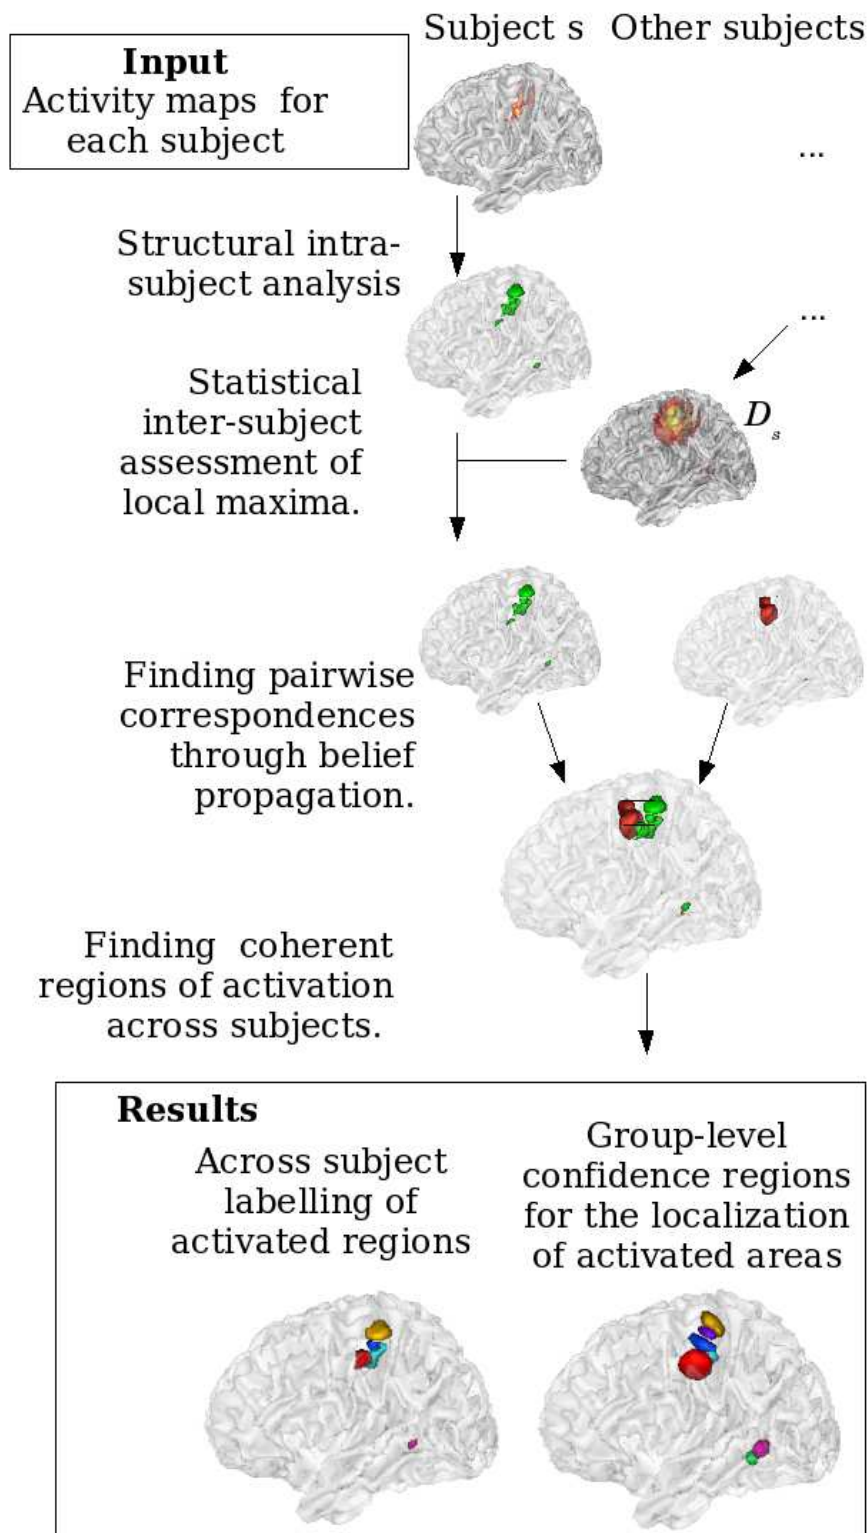 Subject s Other subjects
Input
Activity maps for
each subject
...
Structural intra-
subject analysis
...
Statistical
inter-subject
assessment of
local maxima.
D_s
Finding pairwise
correspondences
through belief
propagation.
Finding coherent
regions of activation
across subjects.
Results
Across subject
labelling of
activated regions
Group-level
confidence regions
for the localization
of activated areas